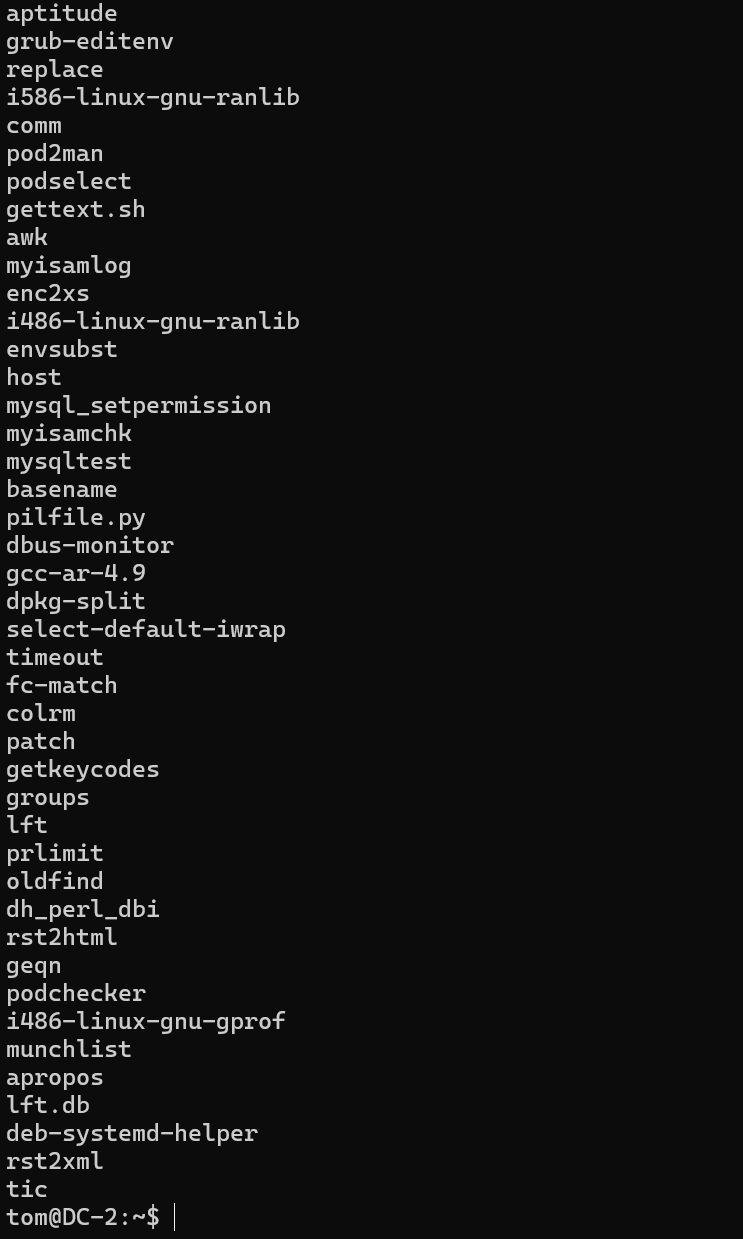 aptitude
grub-editenv
replace
i586-linux-gnu-ranlib
comm
pod2man
podselect
gettext.sh
awk
myisamlog
enc2xs
i486-linux-gnu-ranlib
envsubst
host
mysql_setpermission
myisamchk
mysqltest
basename
pilfile.py
dbus-monitor
gcc-ar-4.9
dpkg-split
select-default-iwrap
timeout
fc-match
colrm
patch
getkeycodes
groups
lft
prlimit
oldfind
dh_perl_dbi
rst2html
geqn
podchecker
i486-linux-gnu-gprof
munchlist
apropos
lft.db
deb-systemd-helper
rst2xml
tic
tom@DC-2:~$